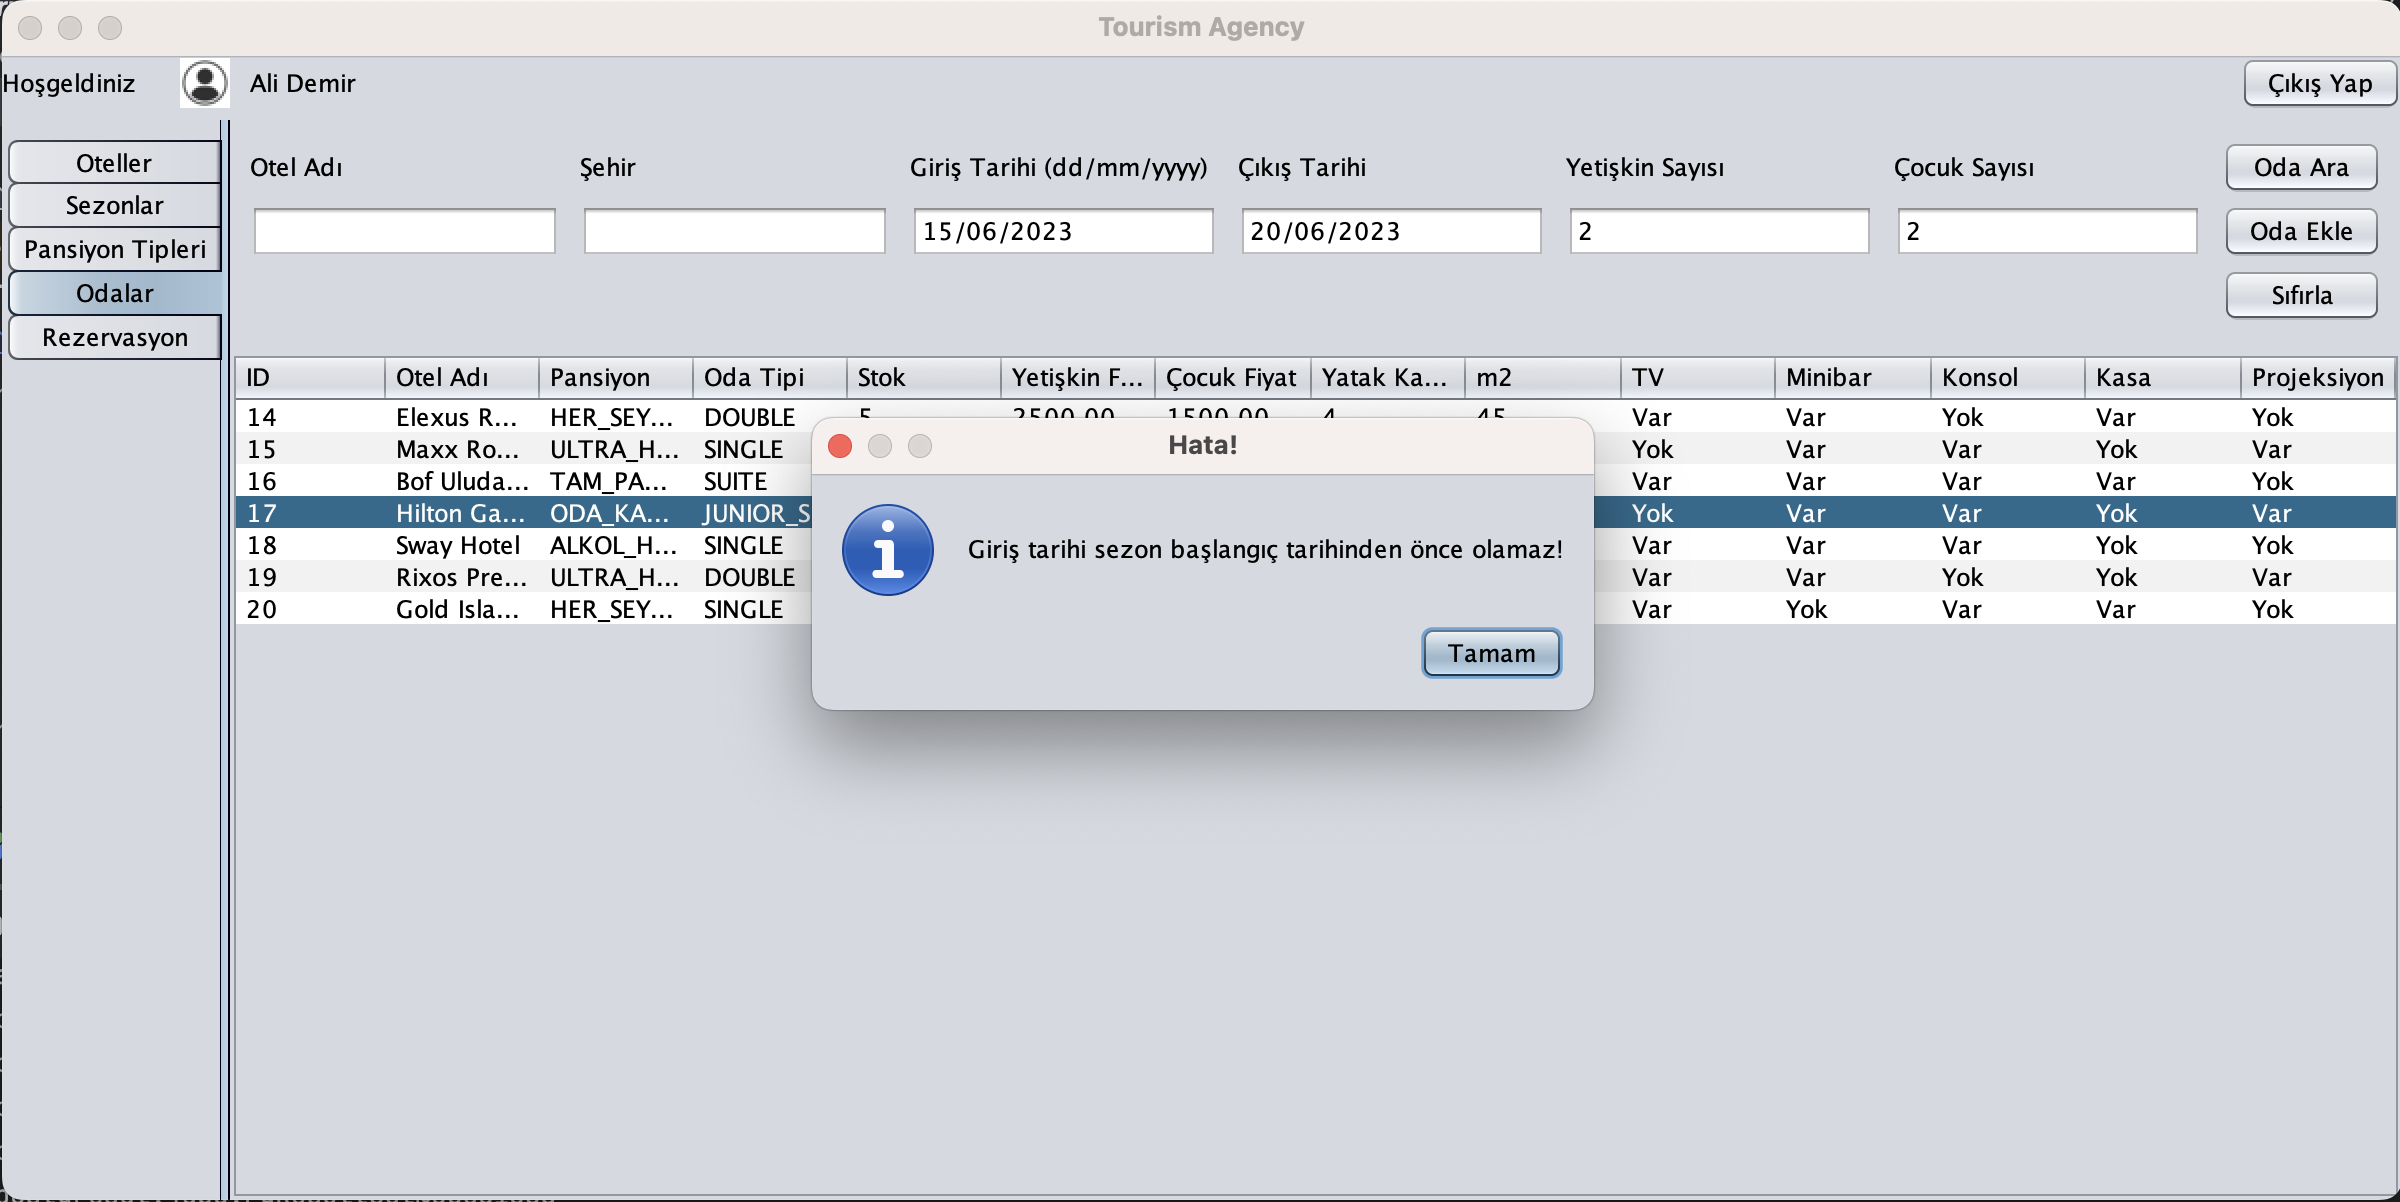 Tourism Agency
Hoşgeldiniz Ali Demir Çıkış Yap
Oteller
Sezonlar
Pansiyon Tipleri
Odalar
Rezervasyon
Otel Adı Şehir Giriş Tarihi (dd/mm/yyyy) Çıkış Tarihi Yetişkin Sayısı Çocuk Sayısı Oda Ara
15/06/2023 20/06/2023 2 2 Oda Ekle
Sıfırla
ID Otel Adı Pansiyon Oda Tipi Stok Yetişkin F... Çocuk Fiyat Yatak Ka... m2 TV Minibar Konsol Kasa Projeksiyon
14 Elexus R... HER_SEY... DOUBLE 5 2500.00 1500.00 4 45 Var Var Yok Var Yok
15 Maxx Ro... ULTRA_H... SINGLE Yok Var Var Yok Var
16 Bof Uluda... TAM_PA... SUITE Var Var Var Var Yok
17 Hilton Ga... ODA_KA... JUNIOR_S Yok Var Var Yok Var
18 Sway Hotel ALKOL_H... SINGLE Var Var Var Yok Yok
19 Rixos Pre... ULTRA_H... DOUBLE Var Var Yok Yok Var
20 Gold Isla... HER_SEY... SINGLE Var Yok Var Var Yok
Hata!
Giriş tarihi sezon başlangıç tarihinden önce olamaz!
Tamam